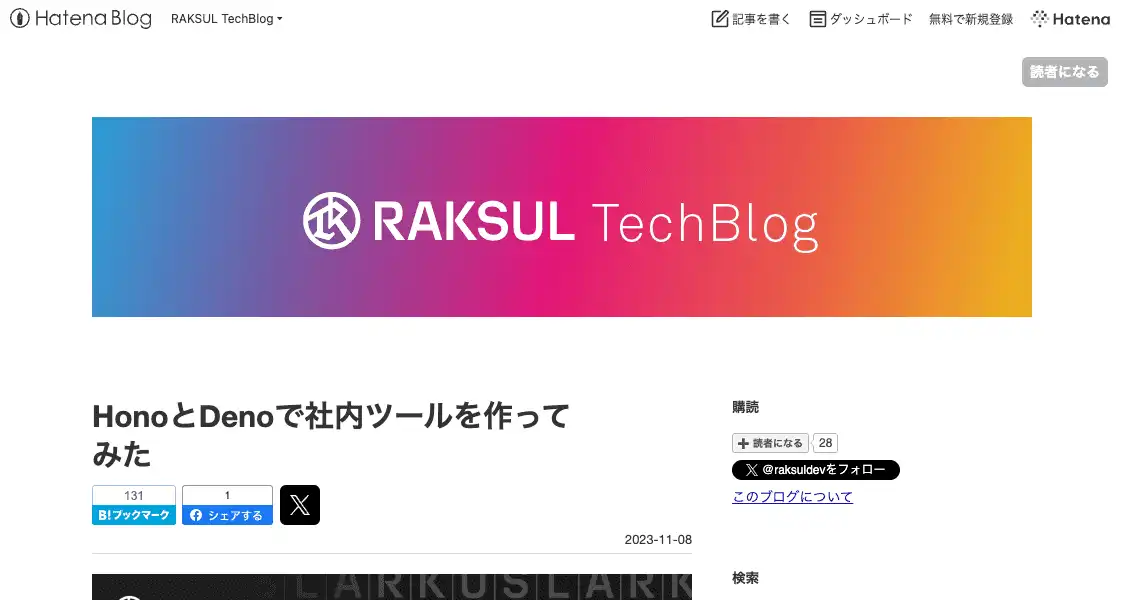 Hatena Blog
RAKSUL TechBlog
記事を書く
ダッシュボード
無料で新規登録
Hatena
読者になる
RAKSUL TechBlog
HonoとDenoで社内ツールを作って
みた
131
B!ブックマーク
1
シェアする
2023-11-08
購読
読者になる
28
@raksuldevをフォロー
このブログについて
検索